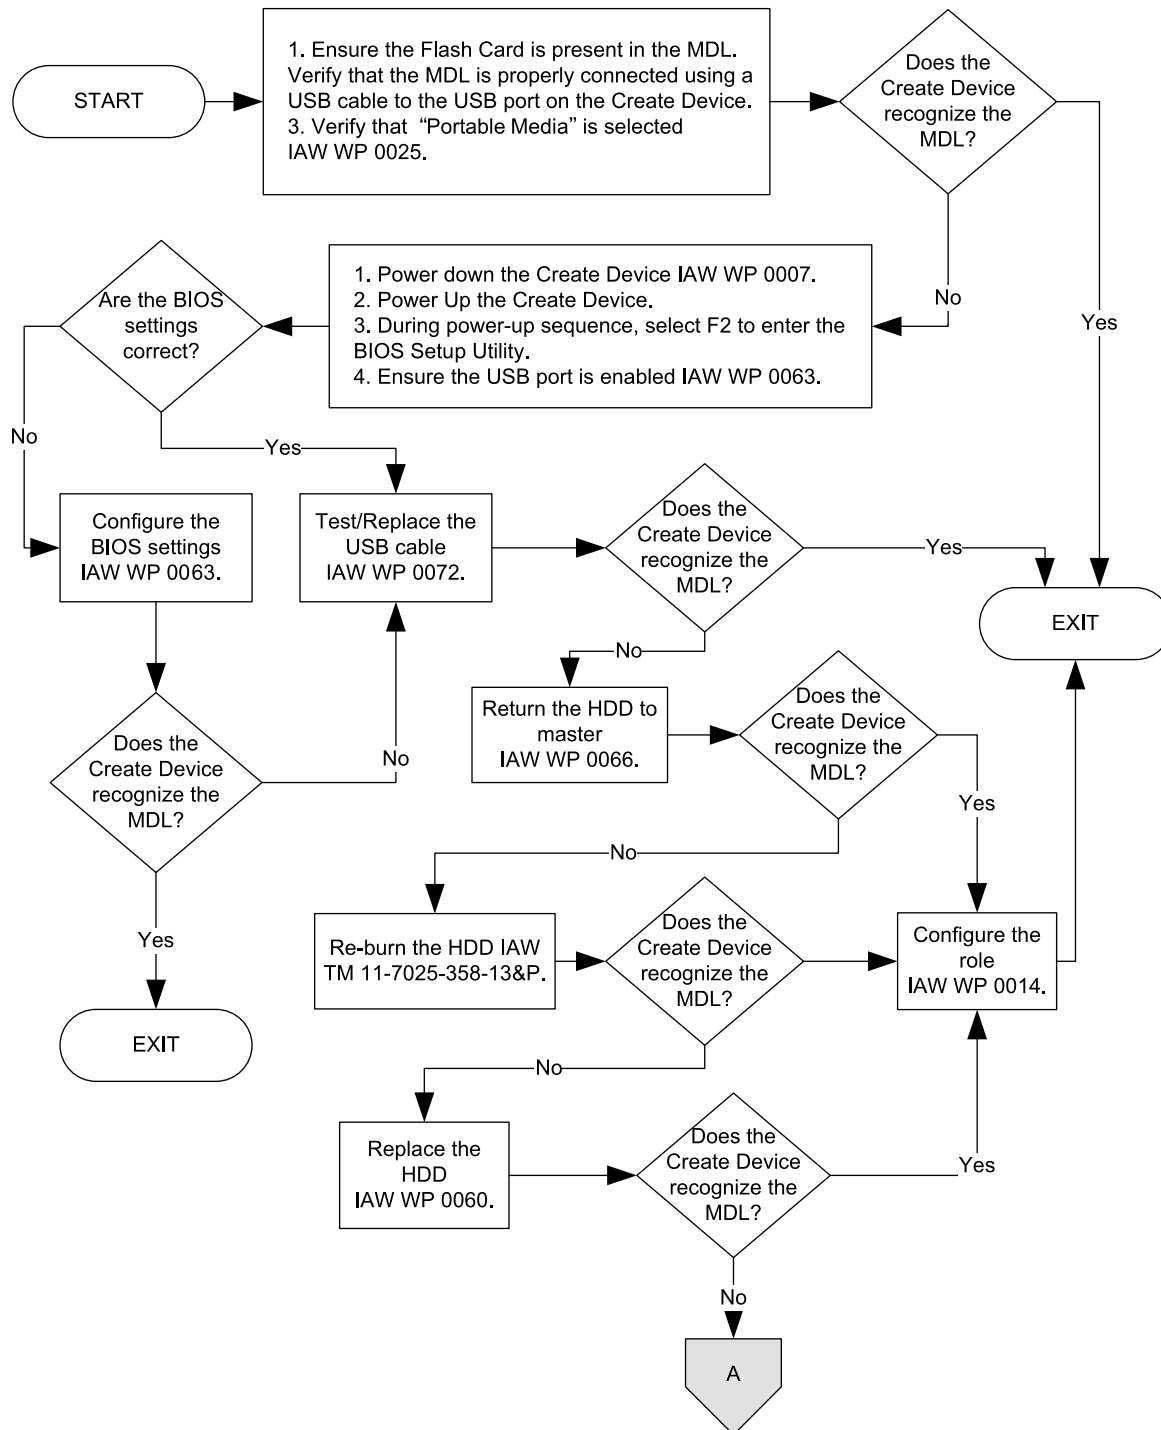 START
1. Ensure the Flash Card is present in the MDL.
Verify that the MDL is properly connected using a
USB cable to the USB port on the Create Device.
3. Verify that “Portable Media” is selected
IAW WP 0025.
Does the
Create Device
recognize the
MDL?
No
Yes
1. Power down the Create Device IAW WP 0007.
2. Power Up the Create Device.
3. During power-up sequence, select F2 to enter the
BIOS Setup Utility.
4. Ensure the USB port is enabled IAW WP 0063.
Are the BIOS
settings
correct?
No
Yes
Configure the
BIOS settings
IAW WP 0063.
Test/Replace the
USB cable
IAW WP 0072.
Does the
Create Device
recognize the
MDL?
Yes
EXIT
No
Return the HDD to
master
IAW WP 0066.
Does the
Create Device
recognize the
MDL?
Yes
No
Does the
Create Device
recognize the
MDL?
No
Yes
EXIT
Re-burn the HDD IAW
TM 11-7025-358-13&P.
Does the
Create Device
recognize the
MDL?
Configure the
role
IAW WP 0014.
No
Replace the
HDD
IAW WP 0060.
Does the
Create Device
recognize the
MDL?
Yes
No
A